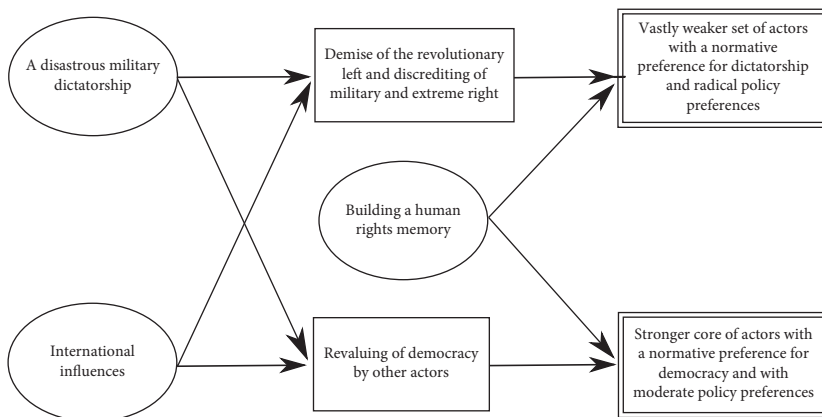 A disastrous military
dictatorship
Demise of the revolutionary
left and discrediting of
military and extreme right
Vastly weaker set of actors
with a normative
preference for dictatorship
and radical policy
preferences
Building a human
rights memory
International
influences
Revaluing of democracy
by other actors
Stronger core of actors with
a normative preference for
democracy and with
moderate policy preferences